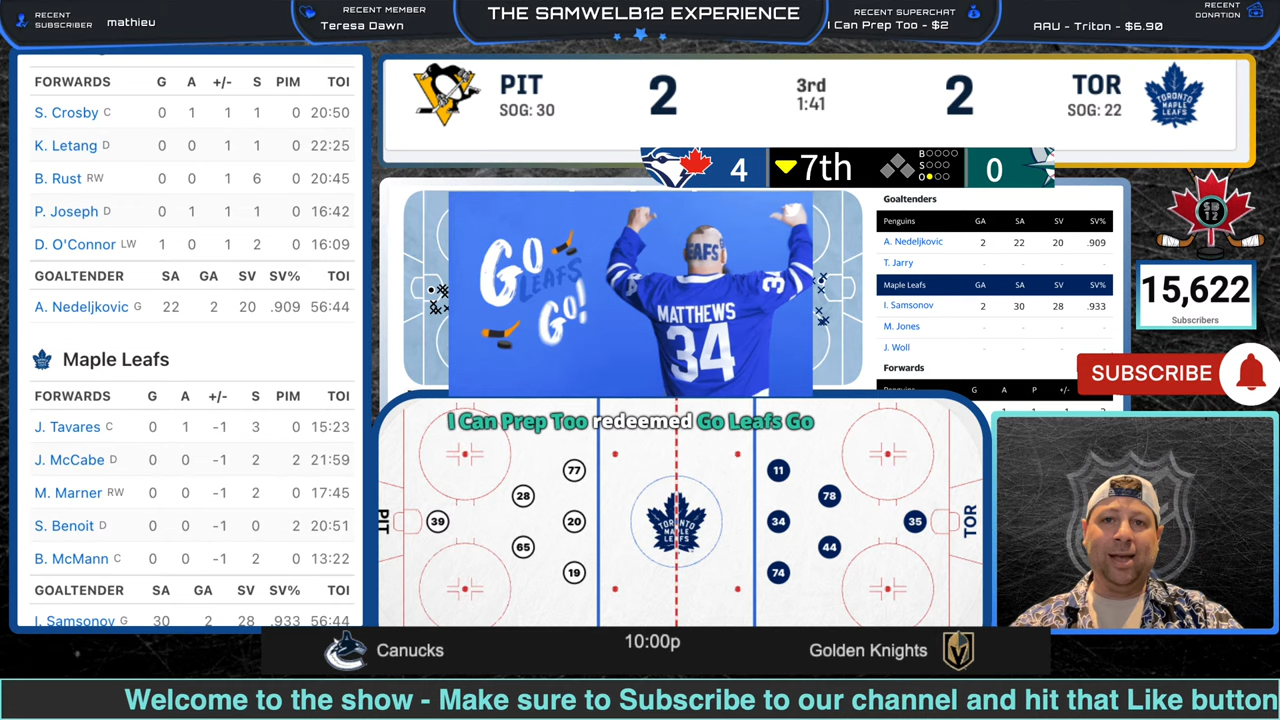 RECENT SUBSCRIBER
mathieu
RECENT MEMBER
Teresa Dawn
THE SAMWELB12 EXPERIENCE
RECENT SUPERCHAT
I Can Prep Too - $2
AAU - Triton - $6.90
RECENT DONATION
FORWARDS G A +/- S PIM TOI
S. Crosby C 0 1 1 1 0 20:50
K. Letang D 0 0 1 1 0 22:25
B. Rust RW 0 0 1 6 0 20:45
P. Joseph D 0 1 1 1 0 16:42
D. O'Connor LW 1 0 1 2 0 16:09
GOALTENDER SA GA SV SV% TOI
A. Nedeljkovic G 22 2 20 .909 56:44
Maple Leafs
FORWARDS G A +/- S PIM TOI
J. Tavares C 0 1 -1 3 0 15:23
J. McCabe D 0 0 -1 2 2 21:59
M. Marner RW 0 0 -1 2 0 17:45
S. Benoit D 0 0 -1 0 2 20:51
B. McMann C 0 0 -1 2 0 13:22
GOALTENDER SA GA SV SV% TOI
I. Samsonov G 30 2 28 .933 56:44
PIT 2 3rd 2 TOR
SOG: 30 1:41 SOG: 22
TORONTO MAPLE LEAFS
4 7th B S O 0
GO
LEAFS
GO!
LEAFS
34
MATTHEWS
34
Goaltenders
Penguins GA SA SV SV%
A. Nedeljkovic 2 22 20 .909
T. Jarry - - - -
Maple Leafs GA SA SV SV%
I. Samsonov 2 30 28 .933
M. Jones - - - -
J. Woll - - - -
Forwards
Penguins G A P +/-
SB
12
15,622
Subscribers
SUBSCRIBE
I Can Prep Too redeemed Go Leafs Go
PIT
39
28
65
77
20
19
TORONTO MAPLE LEAFS
11
34
74
78
44
35
TOR
Canucks 10:00p Golden Knights
Welcome to the show - Make sure to Subscribe to our channel and hit that Like button